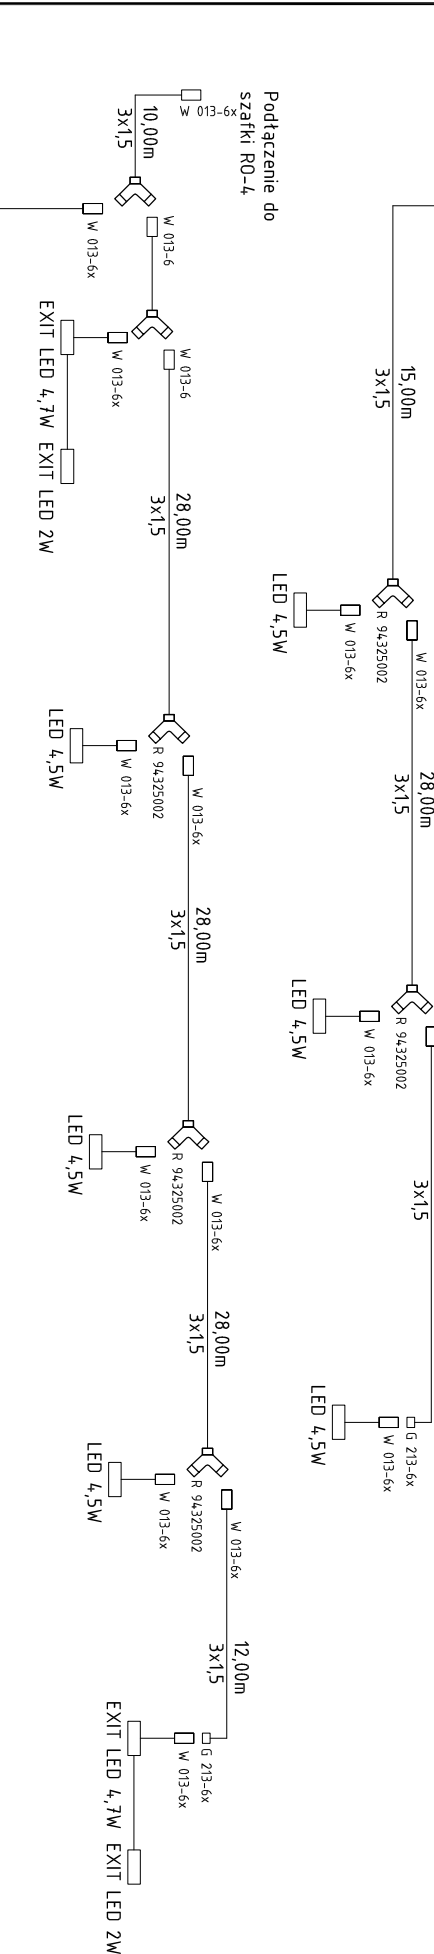 Podłączenie do
szafki RO-4
W 013-6x
10,00m
3x1,5
W 013-6x
W 013-6
W 013-6x
EXIT LED 4,7W
EXIT LED 2W
W 013-6
28,00m
3x1,5
R 94325002
W 013-6x
LED 4,5W
W 013-6x
28,00m
3x1,5
R 94325002
W 013-6x
LED 4,5W
W 013-6x
28,00m
3x1,5
R 94325002
W 013-6x
LED 4,5W
W 013-6x
12,00m
3x1,5
G 213-6x
W 013-6x
EXIT LED 4,7W
EXIT LED 2W
15,00m
3x1,5
R 94325002
W 013-6x
LED 4,5W
W 013-6x
28,00m
3x1,5
R 94325002
W 013-6x
LED 4,5W
3x1,5
G 213-6x
W 013-6x
LED 4,5W